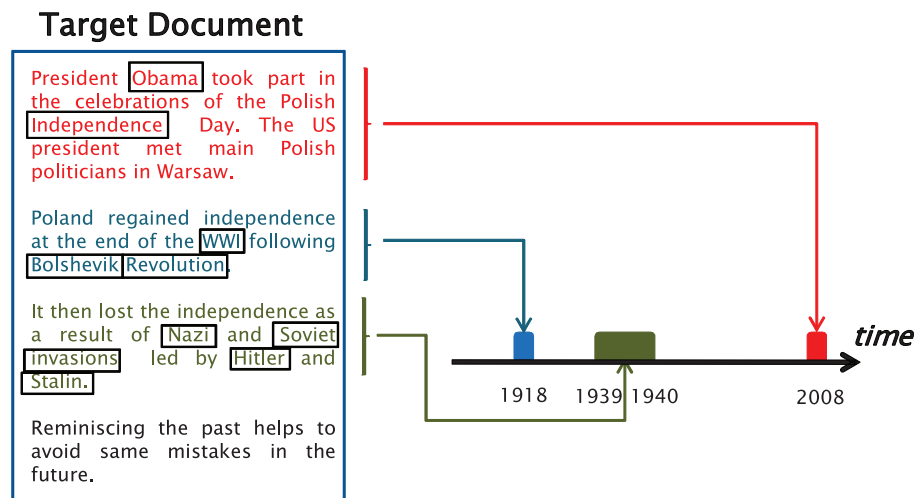 Target Document
President Obama took part in
the celebrations of the Polish
Independence Day. The US
president met main Polish
politicians in Warsaw.
Poland regained independence
at the end of the WWI following
Bolshevik Revolution.
It then lost the independence as
a result of Nazi and Soviet
invasions led by Hitler and
Stalin.
Reminiscing the past helps to
avoid same mistakes in the
future.
time
1918
1939 1940
2008